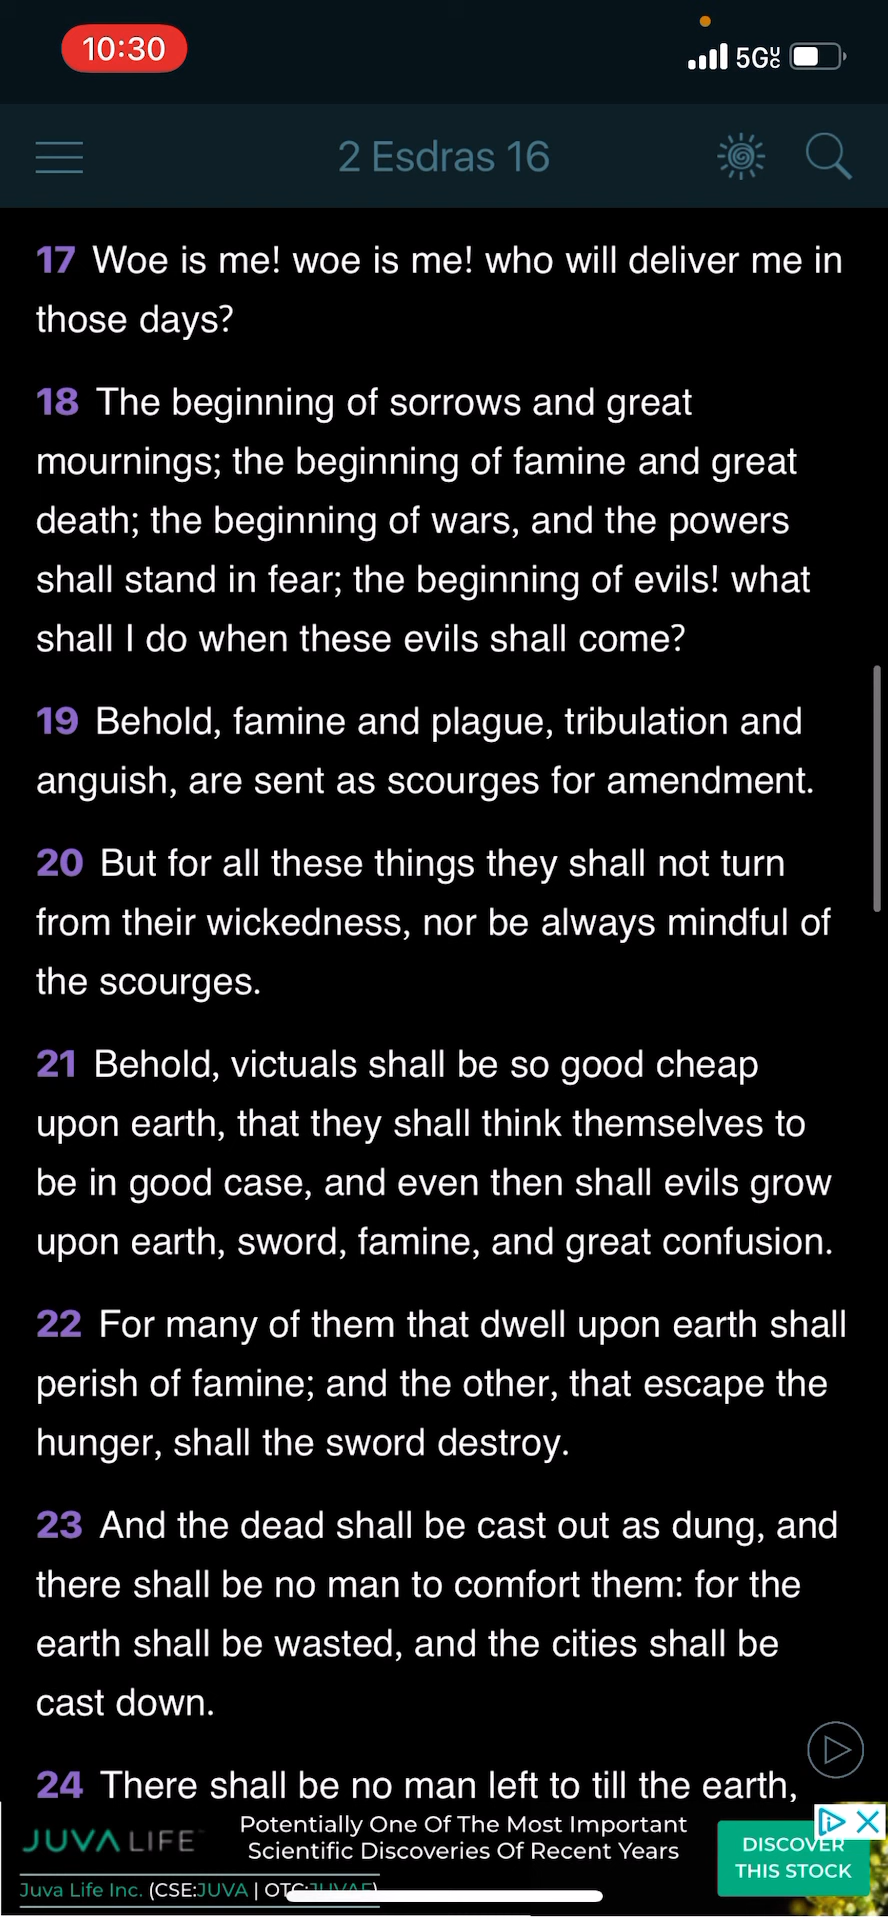 10:30
5G UC
2 Esdras 16
17 Woe is me! woe is me! who will deliver me in
those days?
18 The beginning of sorrows and great
mournings; the beginning of famine and great
death; the beginning of wars, and the powers
shall stand in fear; the beginning of evils! what
shall I do when these evils shall come?
19 Behold, famine and plague, tribulation and
anguish, are sent as scourges for amendment.
20 But for all these things they shall not turn
from their wickedness, nor be always mindful of
the scourges.
21 Behold, victuals shall be so good cheap
upon earth, that they shall think themselves to
be in good case, and even then shall evils grow
upon earth, sword, famine, and great confusion.
22 For many of them that dwell upon earth shall
perish of famine; and the other, that escape the
hunger, shall the sword destroy.
23 And the dead shall be cast out as dung, and
there shall be no man to comfort them: for the
earth shall be wasted, and the cities shall be
cast down.
24 There shall be no man left to till the earth,
JUVA LIFE
Potentially One Of The Most Important
Scientific Discoveries Of Recent Years
DISCOVER
THIS STOCK
Juva Life Inc. (CSE:JUVA | OTC: